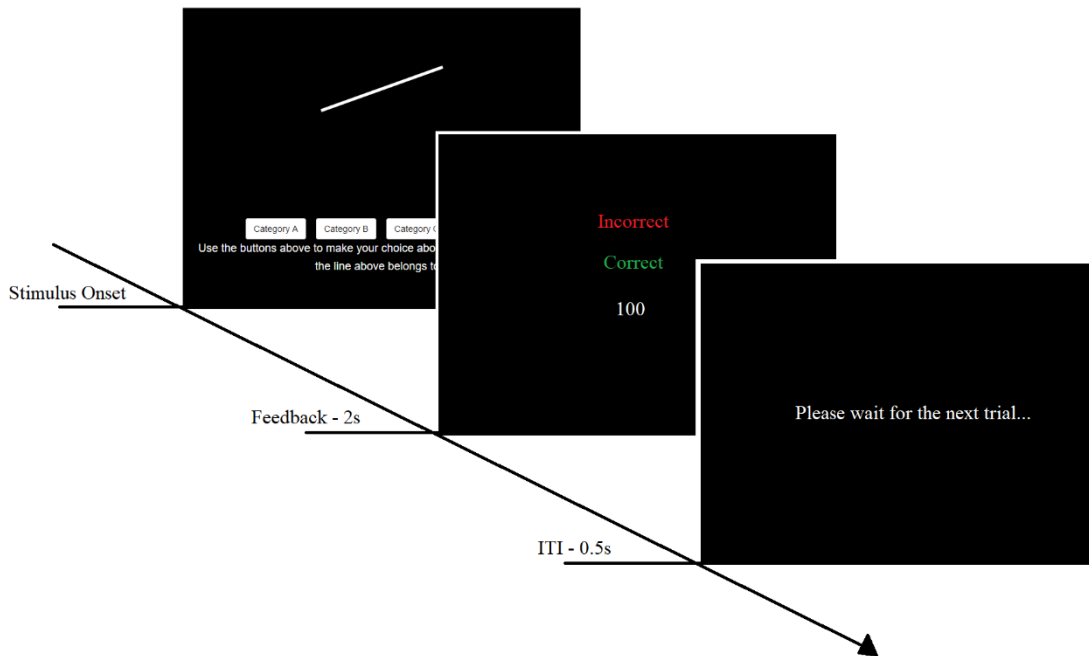 Category A Category B Category
Use the buttons above to make your choice
the line above belongs
Stimulus Onset
Incorrect
Correct
100
Feedback - 2s
Please wait for the next trial...
ITI - 0.5s